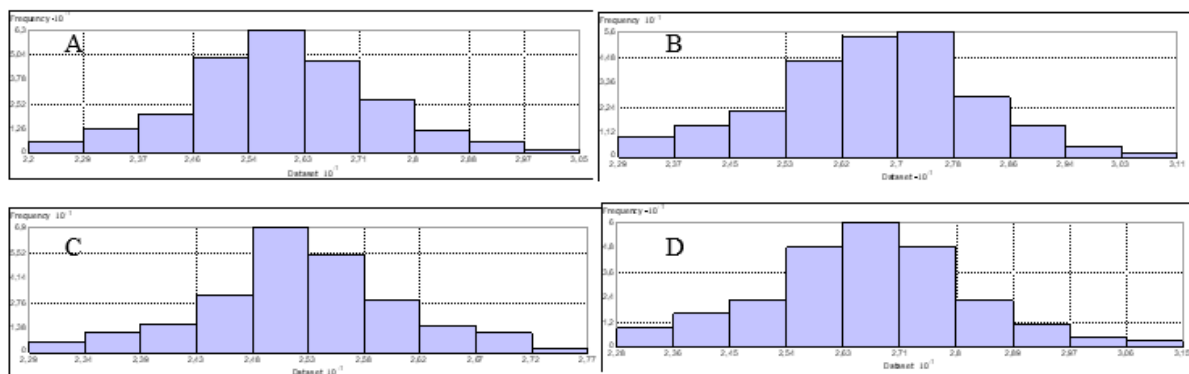 Frequency ·10⁻¹
A
6,3
5,04
3,78
2,52
1,26
0
2,2 2,29 2,37 2,46 2,54 2,63 2,71 2,8 2,88 2,97 3,05
Dataset ·10⁻¹
Frequency ·10⁻¹
B
5,6
4,48
3,36
2,24
1,12
0
2,29 2,37 2,45 2,53 2,62 2,7 2,78 2,86 2,94 3,03 3,11
Dataset ·10⁻¹
Frequency ·10⁻¹
C
6,9
5,52
4,14
2,76
1,38
0
2,29 2,34 2,39 2,43 2,48 2,53 2,58 2,62 2,67 2,72 2,77
Dataset ·10⁻¹
Frequency ·10⁻¹
D
6
4,8
3,6
2,4
1,2
0
2,28 2,36 2,45 2,54 2,63 2,71 2,8 2,89 2,97 3,06 3,15
Dataset ·10⁻¹